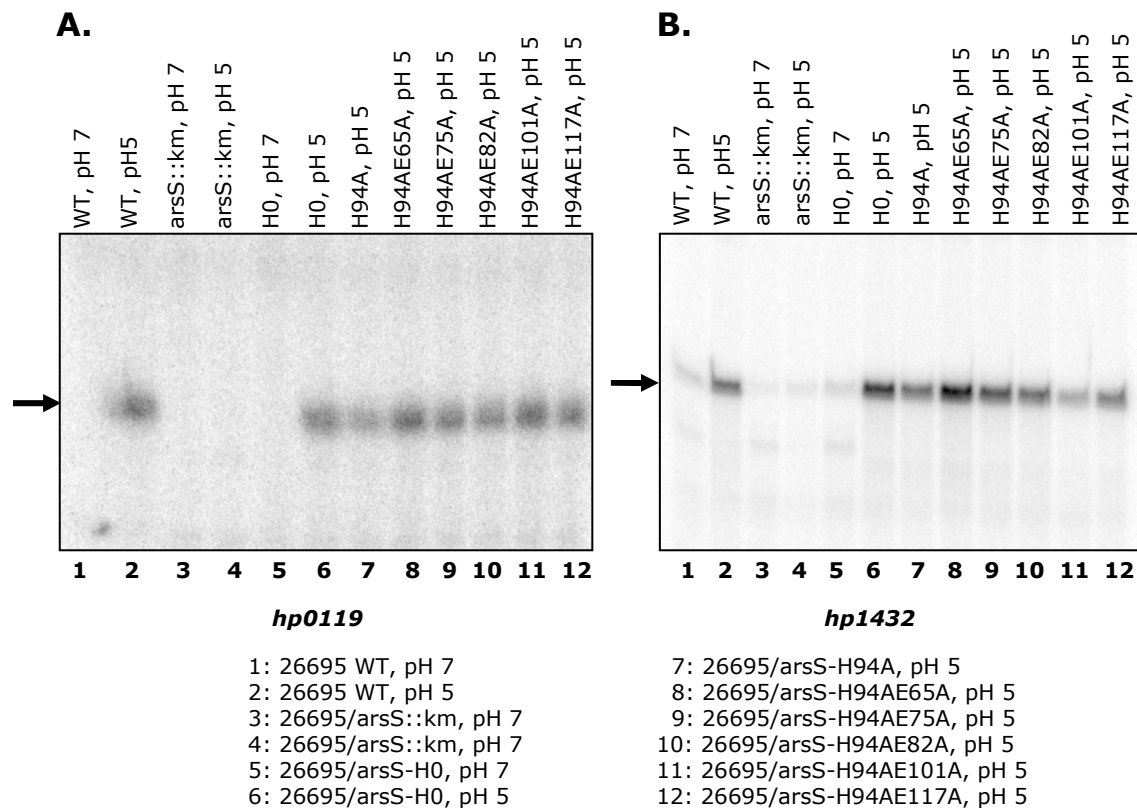 A.
WT, pH 7
WT, pH5
arsS::km, pH 7
arsS::km, pH 5
H0, pH 7
H0, pH 5
H94A, pH 5
H94AE65A, pH 5
H94AE75A, pH 5
H94AE82A, pH 5
H94AE101A, pH 5
H94AE117A, pH 5
1 2 3 4 5 6 7 8 9 10 11 12
hp0119
B.
WT, pH 7
WT, pH5
arsS::km, pH 7
arsS::km, pH 5
H0, pH 7
H0, pH 5
H94A, pH 5
H94AE65A, pH 5
H94AE75A, pH 5
H94AE82A, pH 5
H94AE101A, pH 5
H94AE117A, pH 5
1 2 3 4 5 6 7 8 9 10 11 12
hp1432
1: 26695 WT, pH 7
2: 26695 WT, pH 5
3: 26695/arsS::km, pH 7
4: 26695/arsS::km, pH 7
5: 26695/arsS-H0, pH 7
6: 26695/arsS-H0, pH 5
7: 26695/arsS-H94A, pH 5
8: 26695/arsS-H94AE65A, pH 5
9: 26695/arsS-H94AE75A, pH 5
10: 26695/arsS-H94AE82A, pH 5
11: 26695/arsS-H94AE101A, pH 5
12: 26695/arsS-H94AE117A, pH 5